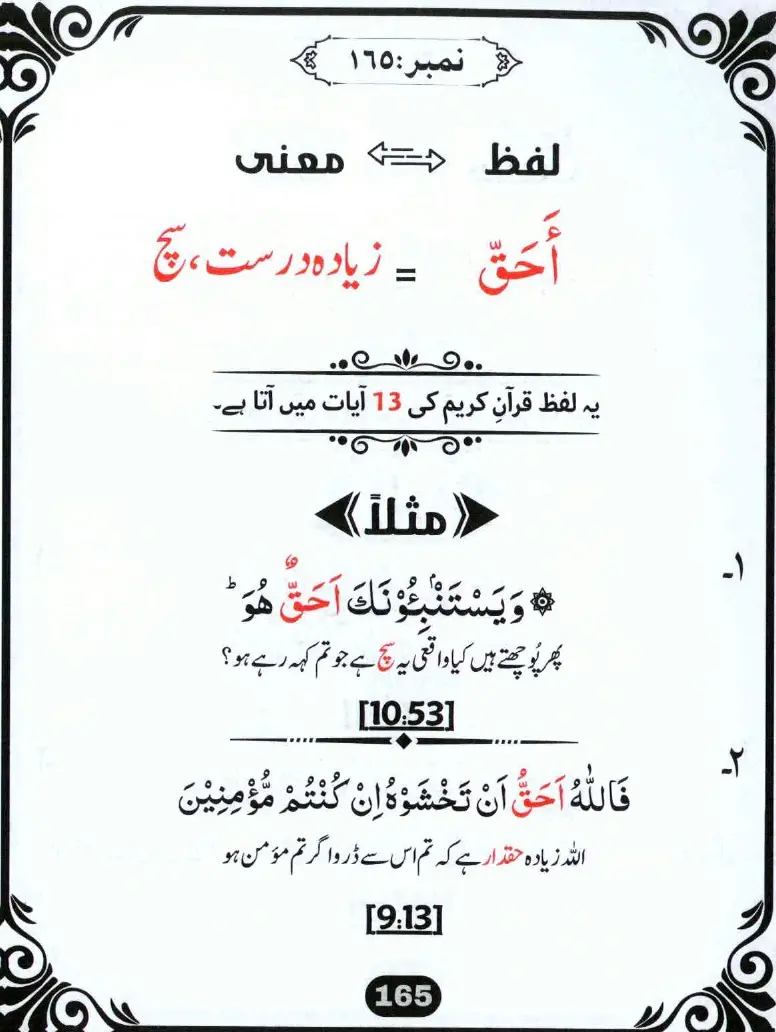 نمبر: ١٦٥
لفظ ⇐⇒ معنی
أَحَقّ = زیادہ درست، سچ
یہ لفظ قرآنِ کریم کی 13 آیات میں آتا ہے۔
مثلاً
١۔
وَيَسْتَنْۢبِـُٔوْنَكَ اَحَقٌّ هُوَ ؕ
پھر پُوچھتے ہیں کیا واقعی یہ سچ ہے جو تم کہہ رہے ہو؟
[10:53]
٢۔
فَاللّٰهُ اَحَقُّ اَنْ تَخْشَوْهُ اِنْ كُنْتُمْ مُّؤْمِنِيْنَ
اللہ زیادہ حقدار ہے کہ تم اس سے ڈرو اگر تم مؤمن ہو
[9:13]
165